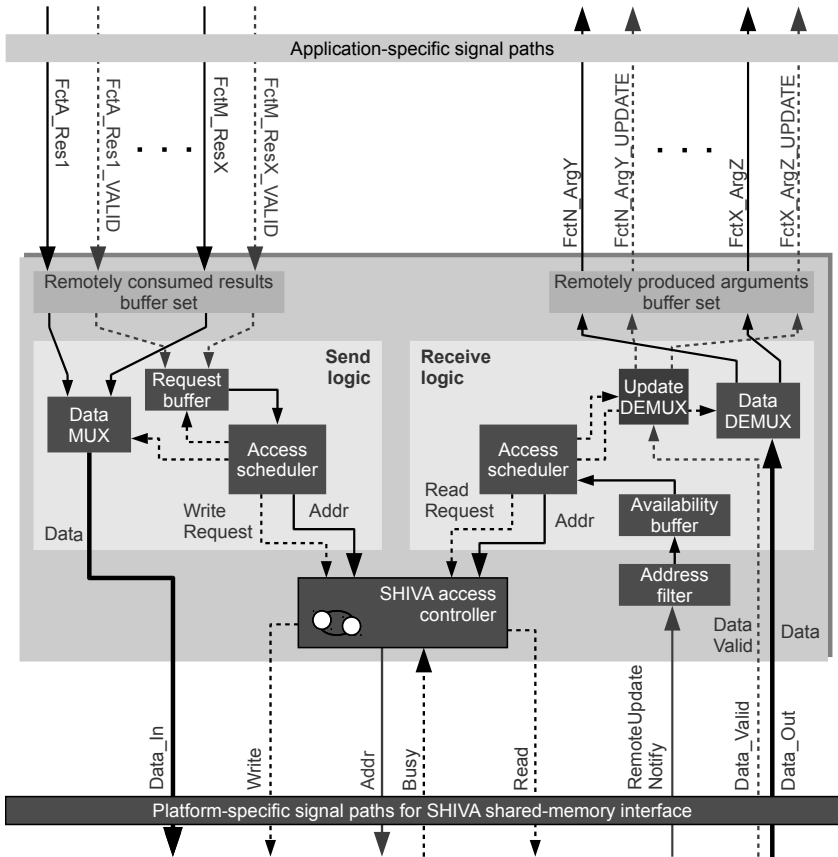 Application-specific signal paths
FctA_Res1
FctA_Res1_VALID
. . .
FctM_ResX
FctM_ResX_VALID
FctN_ArgY
FctN_ArgY_UPDATE
. . .
FctX_ArgZ
FctX_ArgZ_UPDATE
Remotely consumed results
buffer set
Remotely produced arguments
buffer set
Send
logic
Receive
logic
Request
buffer
Data
MUX
Access
scheduler
Write
Request
Addr
Data
Update
DEMUX
Data
DEMUX
Access
scheduler
Read
Request
Addr
Availability
buffer
Address
filter
SHIVA access
controller
Data
Valid
Data
Data_In
Write
Addr
Busy
Read
RemoteUpdate
Notify
Data_Valid
Data_Out
Platform-specific signal paths for SHIVA shared-memory interface